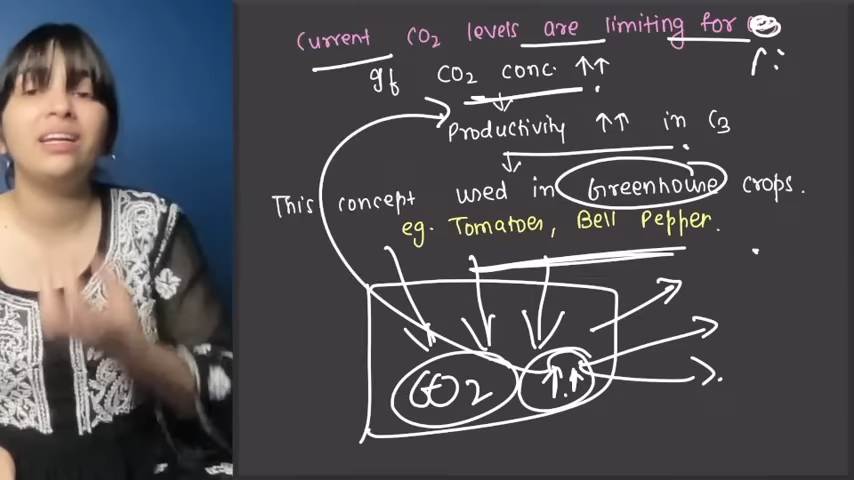 Current CO2 levels are limiting for
gf CO2 conc. ↑↑
Productivity ↑↑ in C3
This concept used in Greenhouse crops.
eg. Tomatoes, Bell Pepper.
CO2 ↑↑